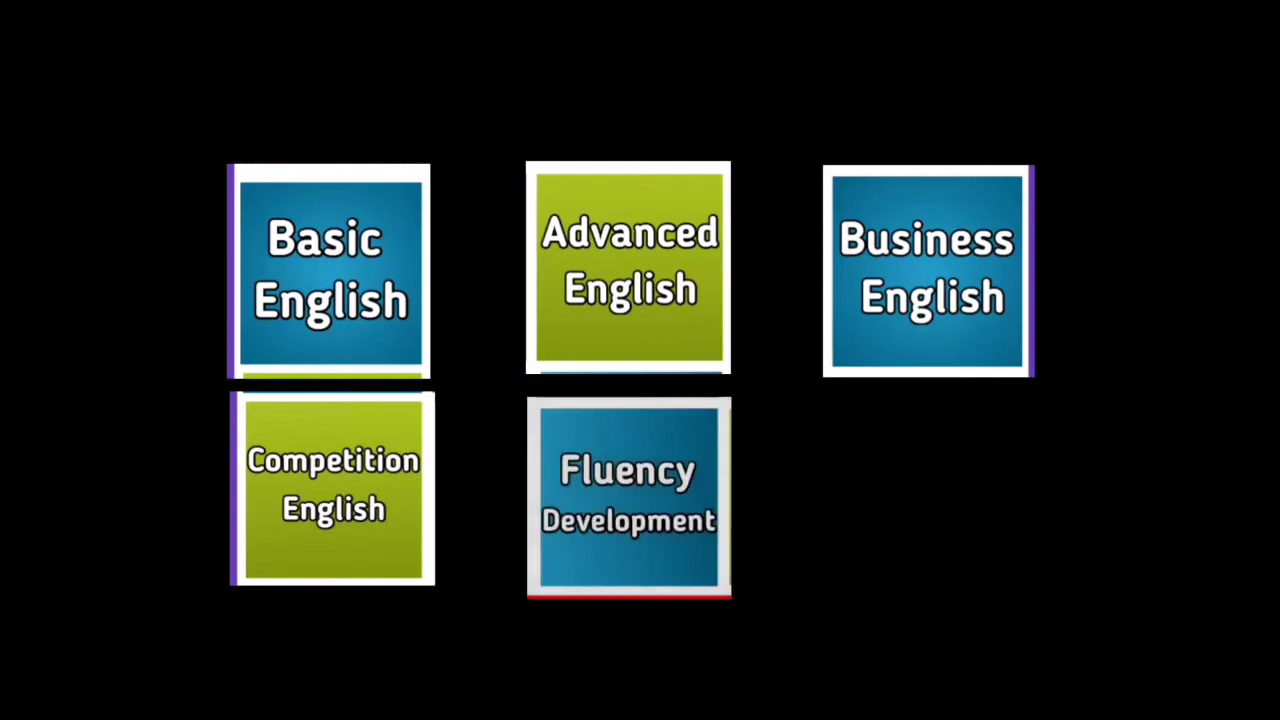 Basic
English
Advanced
English
Business
English
Competition
English
Fluency
Development